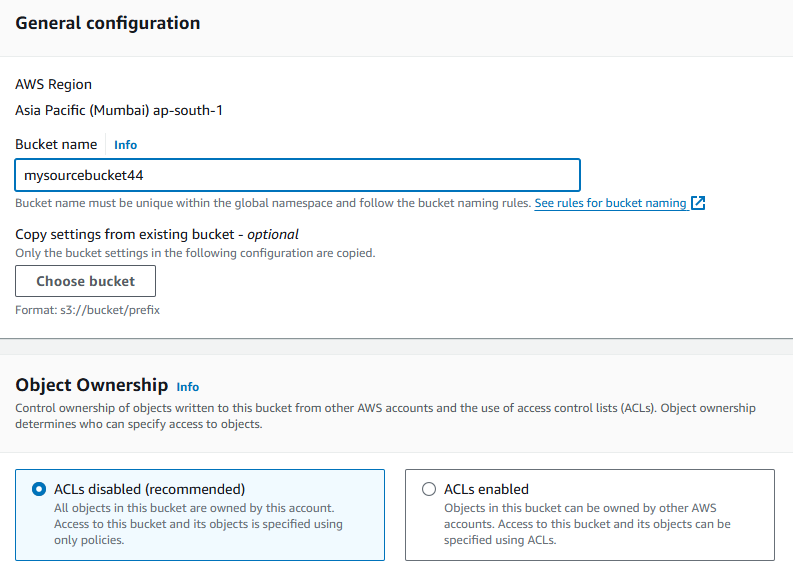 General configuration
AWS Region
Asia Pacific (Mumbai) ap-south-1
Bucket name Info
mysourcebucket44
Bucket name must be unique within the global namespace and follow the bucket naming rules. See rules for bucket naming
Copy settings from existing bucket - optional
Only the bucket settings in the following configuration are copied.
Choose bucket
Format: s3://bucket/prefix
Object Ownership Info
Control ownership of objects written to this bucket from other AWS accounts and the use of access control lists (ACLs). Object ownership
determines who can specify access to objects.
ACLs disabled (recommended)
All objects in this bucket are owned by this account.
Access to this bucket and its objects is specified using
only policies.
ACLs enabled
Objects in this bucket can be owned by other AWS
accounts. Access to this bucket and its objects can be
specified using ACLs.